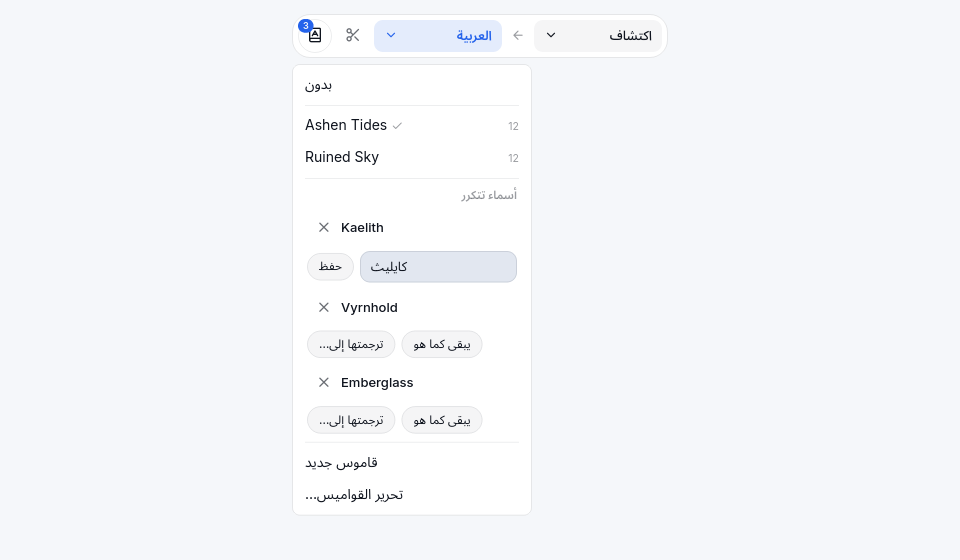 اكتشاف
العربية
3
بدون
Ashen Tides 12
Ruined Sky 12
أسماء تتكرر
Kaelith
كايليث حفظ
Vyrnhold
يبقى كما هو ترجمتها إلى...
Emberglass
يبقى كما هو ترجمتها إلى...
قاموس جديد
تحرير القواميس...